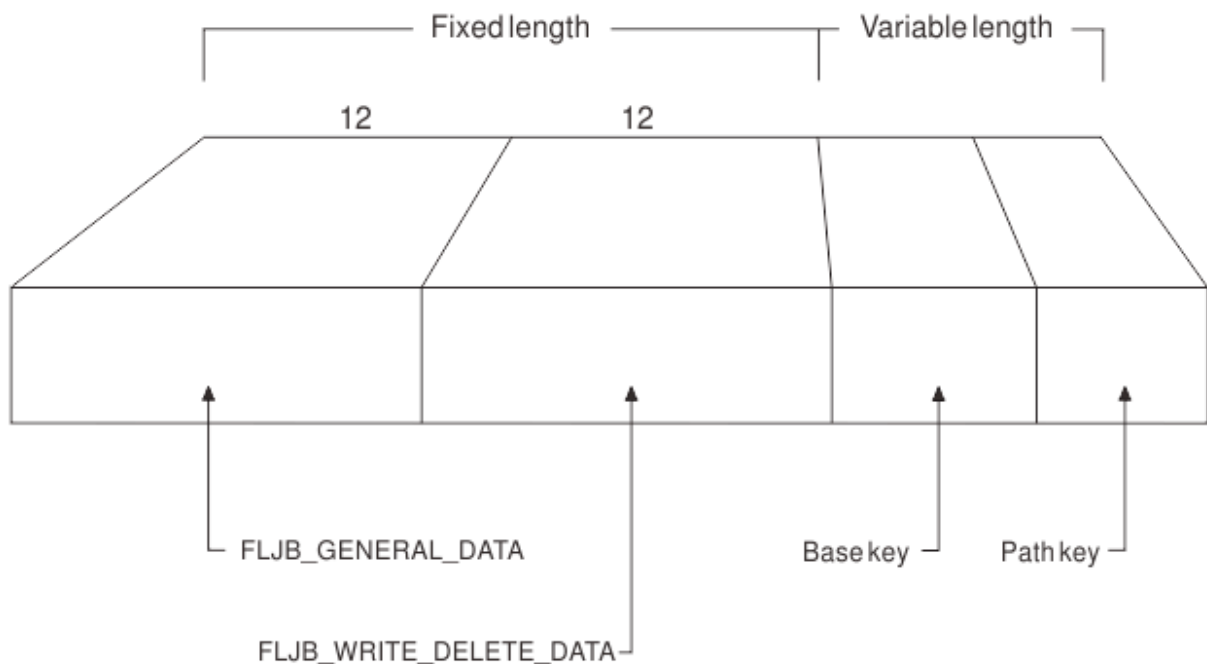 Fixed length
Variable length
12
12
FLJB_GENERAL_DATA
Base key
Path key
FLJB_WRITE_DELETE_DATA